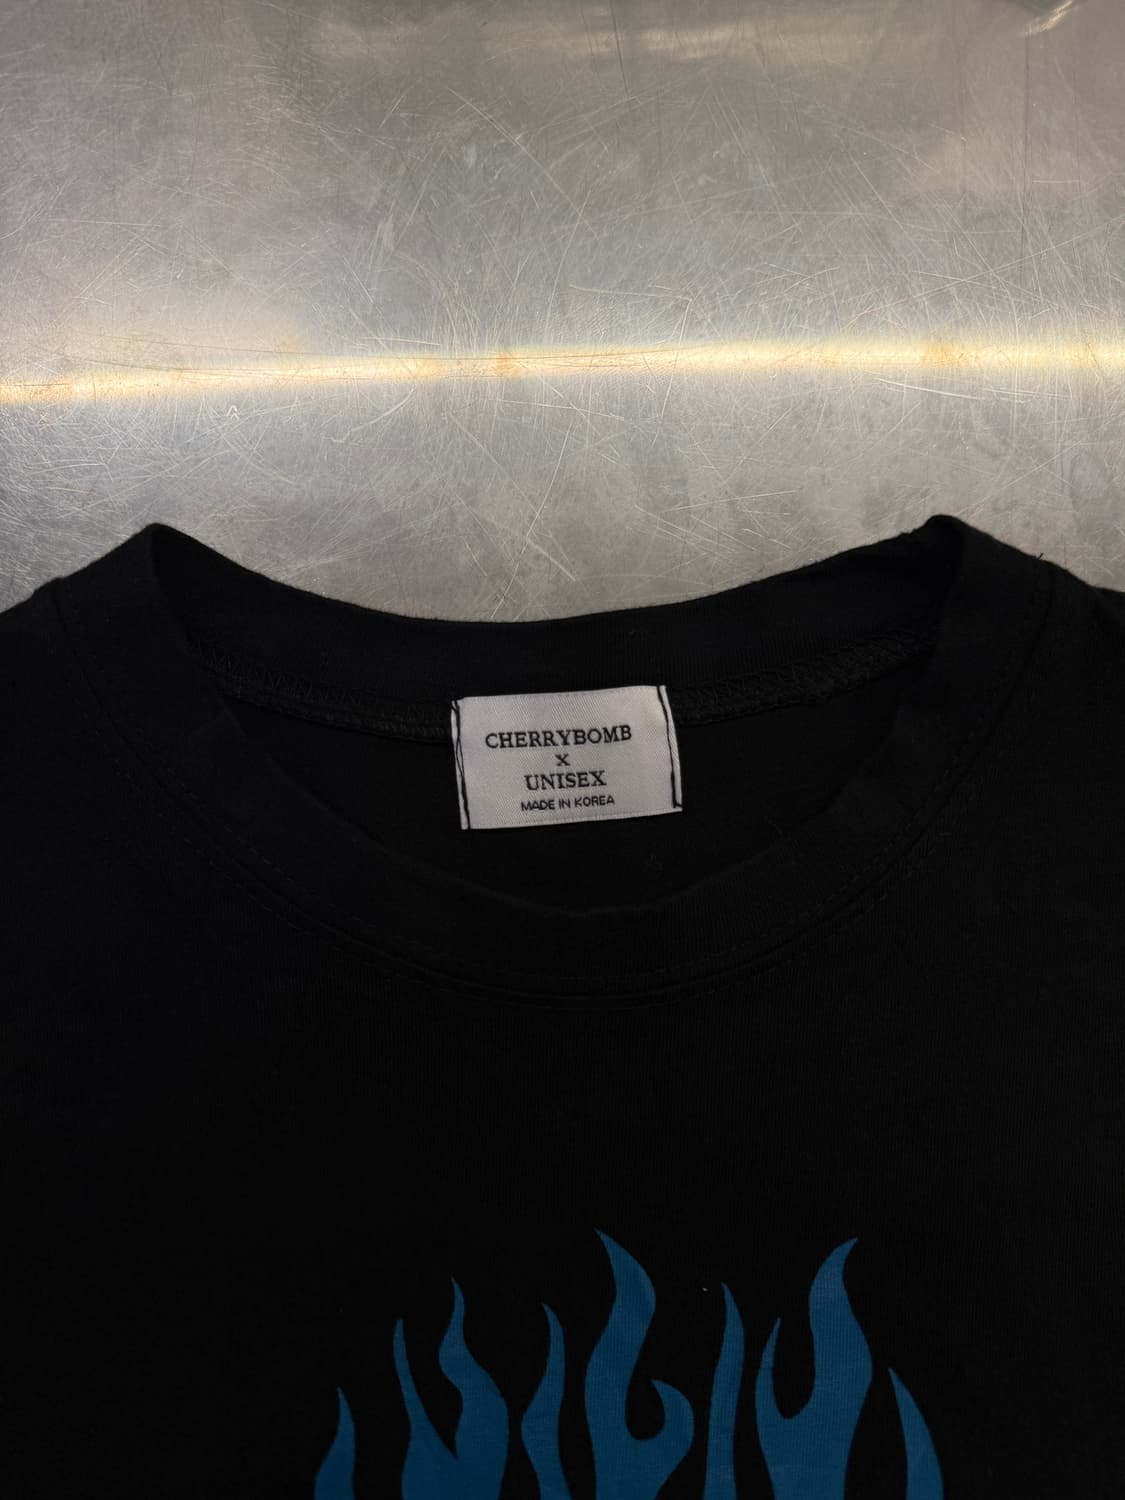 CHERRYBOMB
X
UNISEX
MADE IN KOREA